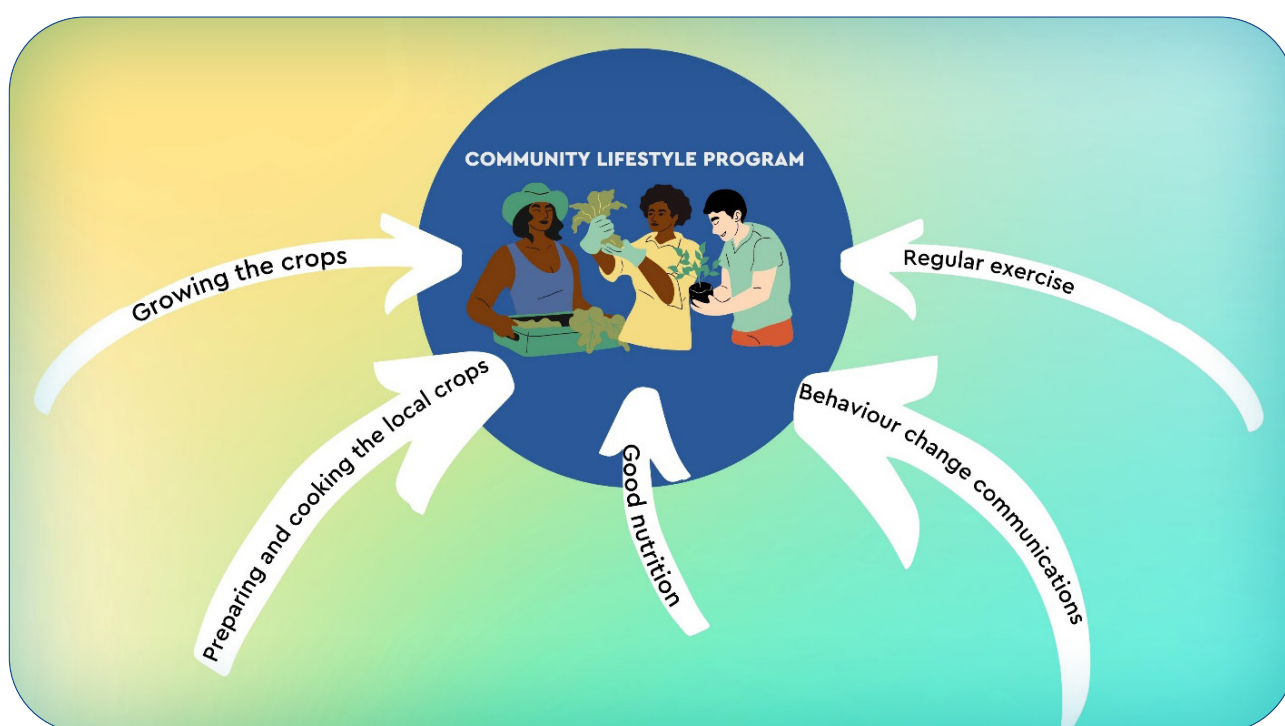 COMMUNITY LIFESTYLE PROGRAM
Growing the crops
Preparing and cooking the local crops
Good nutrition
Behaviour change communications
Regular exercise